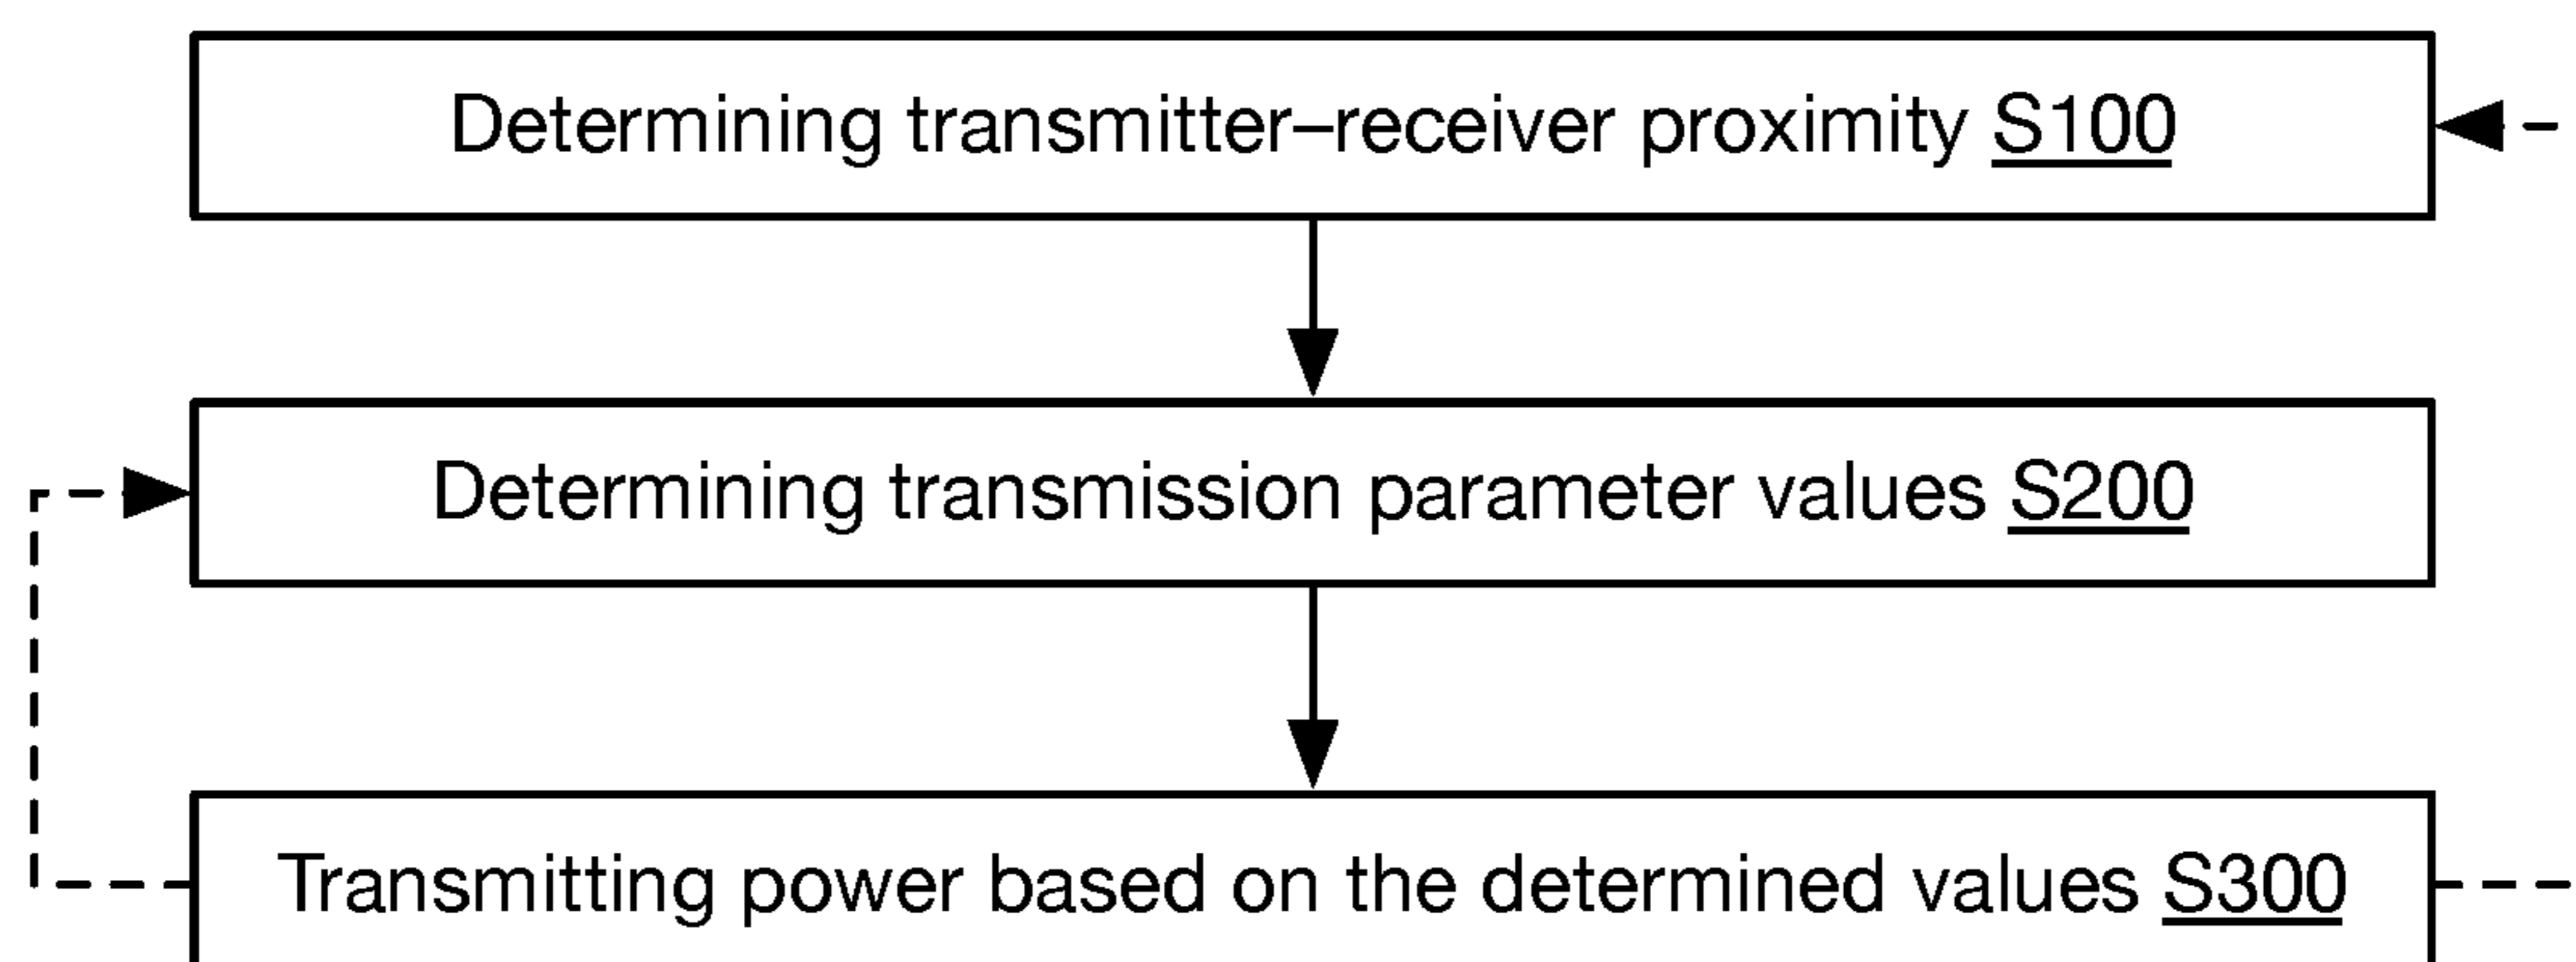 Determining transmitter–receiver proximity S100
Determining transmission parameter values S200
Transmitting power based on the determined values S300